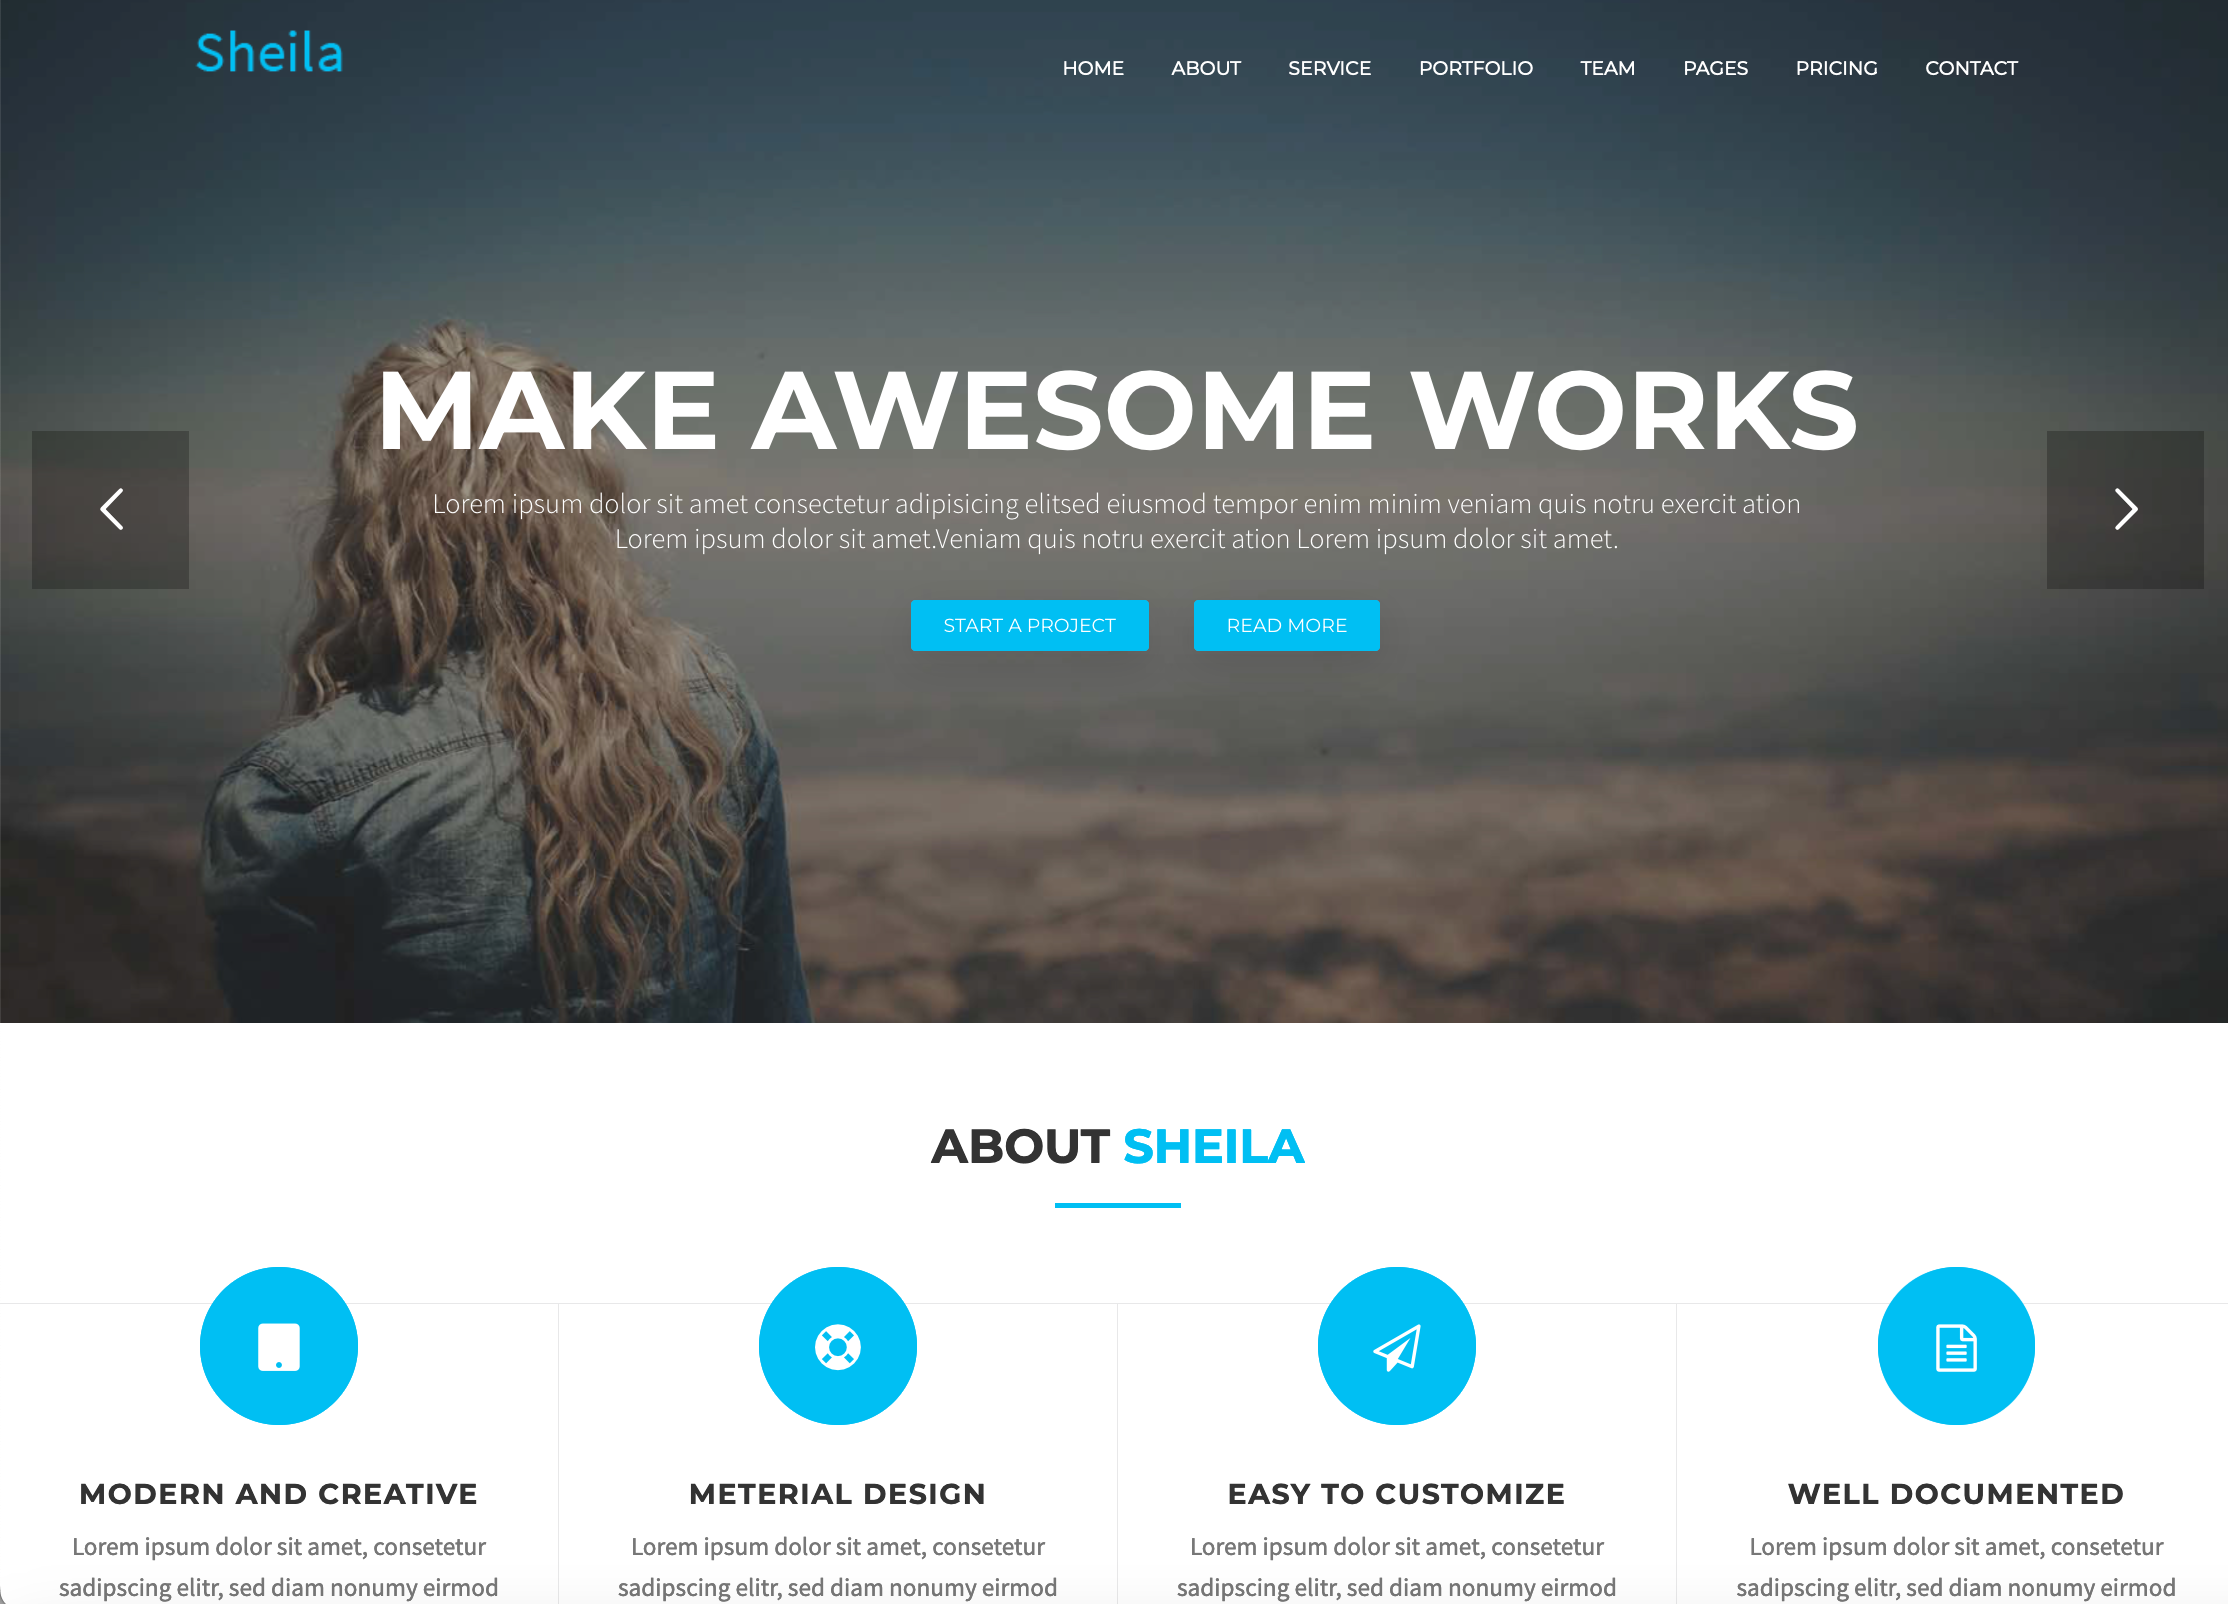 Sheila
HOME ABOUT SERVICE PORTFOLIO TEAM PAGES PRICING CONTACT
MAKE AWESOME WORKS
Lorem ipsum dolor sit amet consectetur adipisicing elitsed eiusmod tempor enim minim veniam quis notru exercit ation
Lorem ipsum dolor sit amet.Veniam quis notru exercit ation Lorem ipsum dolor sit amet.
START A PROJECT READ MORE
ABOUT SHEILA
MODERN AND CREATIVE
Lorem ipsum dolor sit amet, consetetur
sadipscing elitr, sed diam nonumy eirmod
METERIAL DESIGN
Lorem ipsum dolor sit amet, consetetur
sadipscing elitr, sed diam nonumy eirmod
EASY TO CUSTOMIZE
Lorem ipsum dolor sit amet, consetetur
sadipscing elitr, sed diam nonumy eirmod
WELL DOCUMENTED
Lorem ipsum dolor sit amet, consetetur
sadipscing elitr, sed diam nonumy eirmod